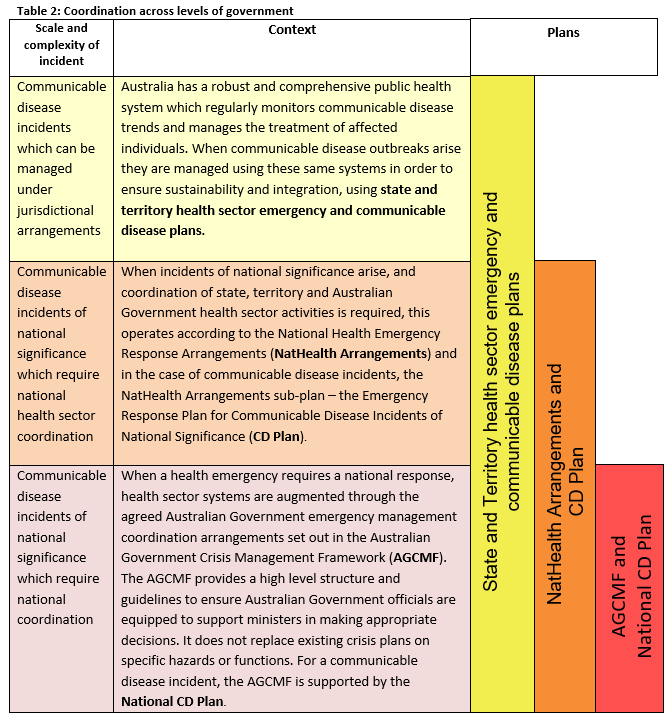 Table 2: Coordination across levels of government
Scale and
complexity of
incident
Context
Plans
Communicable
disease
incidents
which can be
managed
under
jurisdictional
arrangements
Australia has a robust and comprehensive public health
system which regularly monitors communicable disease
trends and manages the treatment of affected
individuals. When communicable disease outbreaks arise
they are managed using these same systems in order to
ensure sustainability and integration, using state and
territory health sector emergency and communicable
disease plans.
Communicable
disease
incidents of
national
significance
which require
national
health sector
coordination
When incidents of national significance arise, and
coordination of state, territory and Australian
Government health sector activities is required, this
operates according to the National Health Emergency
Response Arrangements (NatHealth Arrangements) and
in the case of communicable disease incidents, the
NatHealth Arrangements sub-plan – the Emergency
Response Plan for Communicable Disease Incidents of
National Significance (CD Plan).
Communicable
disease
incidents of
national
significance
which require
national
coordination
When a health emergency requires a national response,
health sector systems are augmented through the
agreed Australian Government emergency management
coordination arrangements set out in the Australian
Government Crisis Management Framework (AGCMF).
The AGCMF provides a high level structure and
guidelines to ensure Australian Government officials are
equipped to support ministers in making appropriate
decisions. It does not replace existing crisis plans on
specific hazards or functions. For a communicable
disease incident, the AGCMF is supported by the
National CD Plan.
State and Territory health sector emergency and
communicable disease plans
NatHealth Arrangements and
CD Plan
AGCMF and
National CD Plan